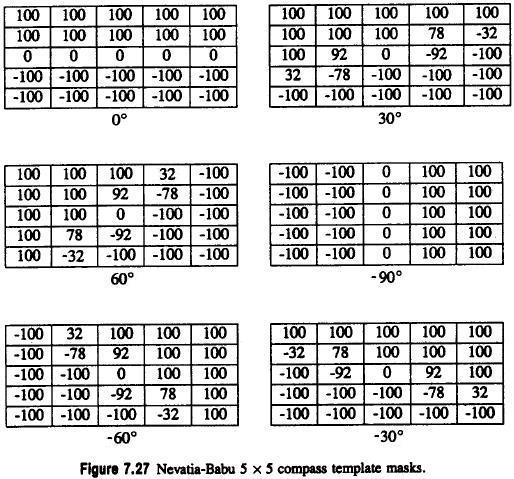 100 100 100 100 100
100 100 100 100 100
0 0 0 0 0
-100 -100 -100 -100 -100
-100 -100 -100 -100 -100
0°
100 100 100 100 100
100 100 100 78 -32
100 92 0 -92 -100
32 -78 -100 -100 -100
-100 -100 -100 -100 -100
30°
100 100 100 32 -100
100 100 92 -78 -100
100 100 0 -100 -100
100 78 -92 -100 -100
100 -32 -100 -100 -100
60°
-100 -100 0 100 100
-100 -100 0 100 100
-100 -100 0 100 100
-100 -100 0 100 100
-100 -100 0 100 100
-90°
-100 32 100 100 100
-100 -78 92 100 100
-100 -100 0 100 100
-100 -100 -92 78 100
-100 -100 -100 -32 100
-60°
100 100 100 100 100
-32 78 100 100 100
-100 -92 0 92 100
-100 -100 -100 -78 32
-100 -100 -100 -100 -100
-30°
Figure 7.27 Nevatia-Babu 5 × 5 compass template masks.